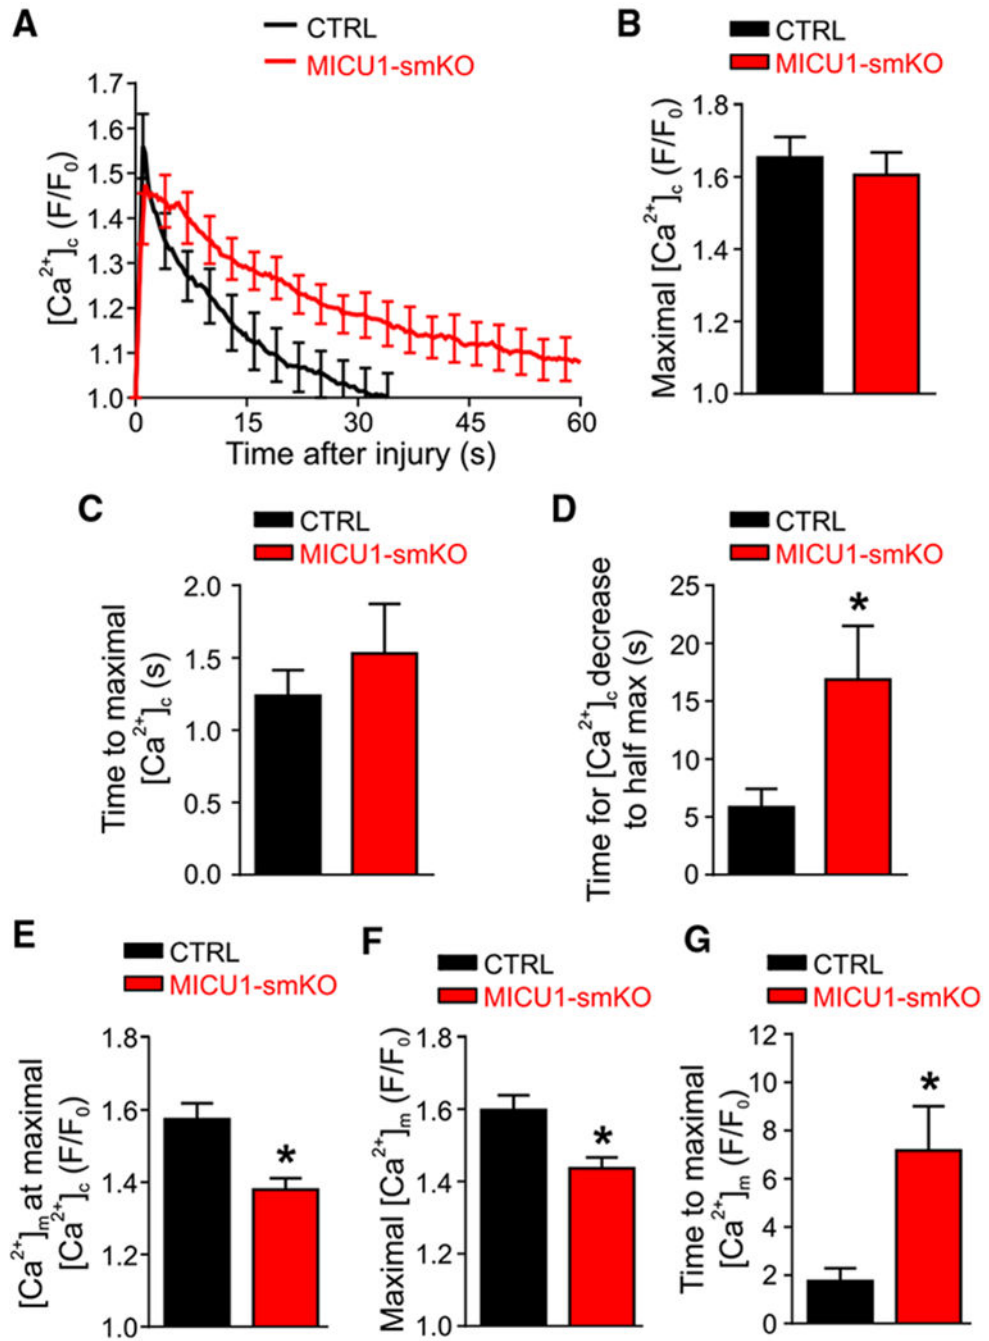 A
CTRL
MICU1-smKO
[Ca²⁺]c (F/F₀)
1.7
1.6
1.5
1.4
1.3
1.2
1.1
1.0
0
15
30
45
60
Time after injury (s)
B
CTRL
MICU1-smKO
Maximal [Ca²⁺]c (F/F₀)
1.8
1.6
1.4
1.2
1.0
C
CTRL
MICU1-smKO
Time to maximal
[Ca²⁺]c (s)
2.0
1.5
1.0
0.5
0.0
D
CTRL
MICU1-smKO
Time for [Ca²⁺]c decrease
to half max (s)
25
20
15
10
5
0
*
E
CTRL
MICU1-smKO
[Ca²⁺]m at maximal
[Ca²⁺]c (F/F₀)
1.8
1.6
1.4
1.2
1.0
*
F
CTRL
MICU1-smKO
Maximal [Ca²⁺]m (F/F₀)
1.8
1.6
1.4
1.2
1.0
*
G
CTRL
MICU1-smKO
Time to maximal
[Ca²⁺]m (F/F₀)
12
10
8
6
4
2
0
*